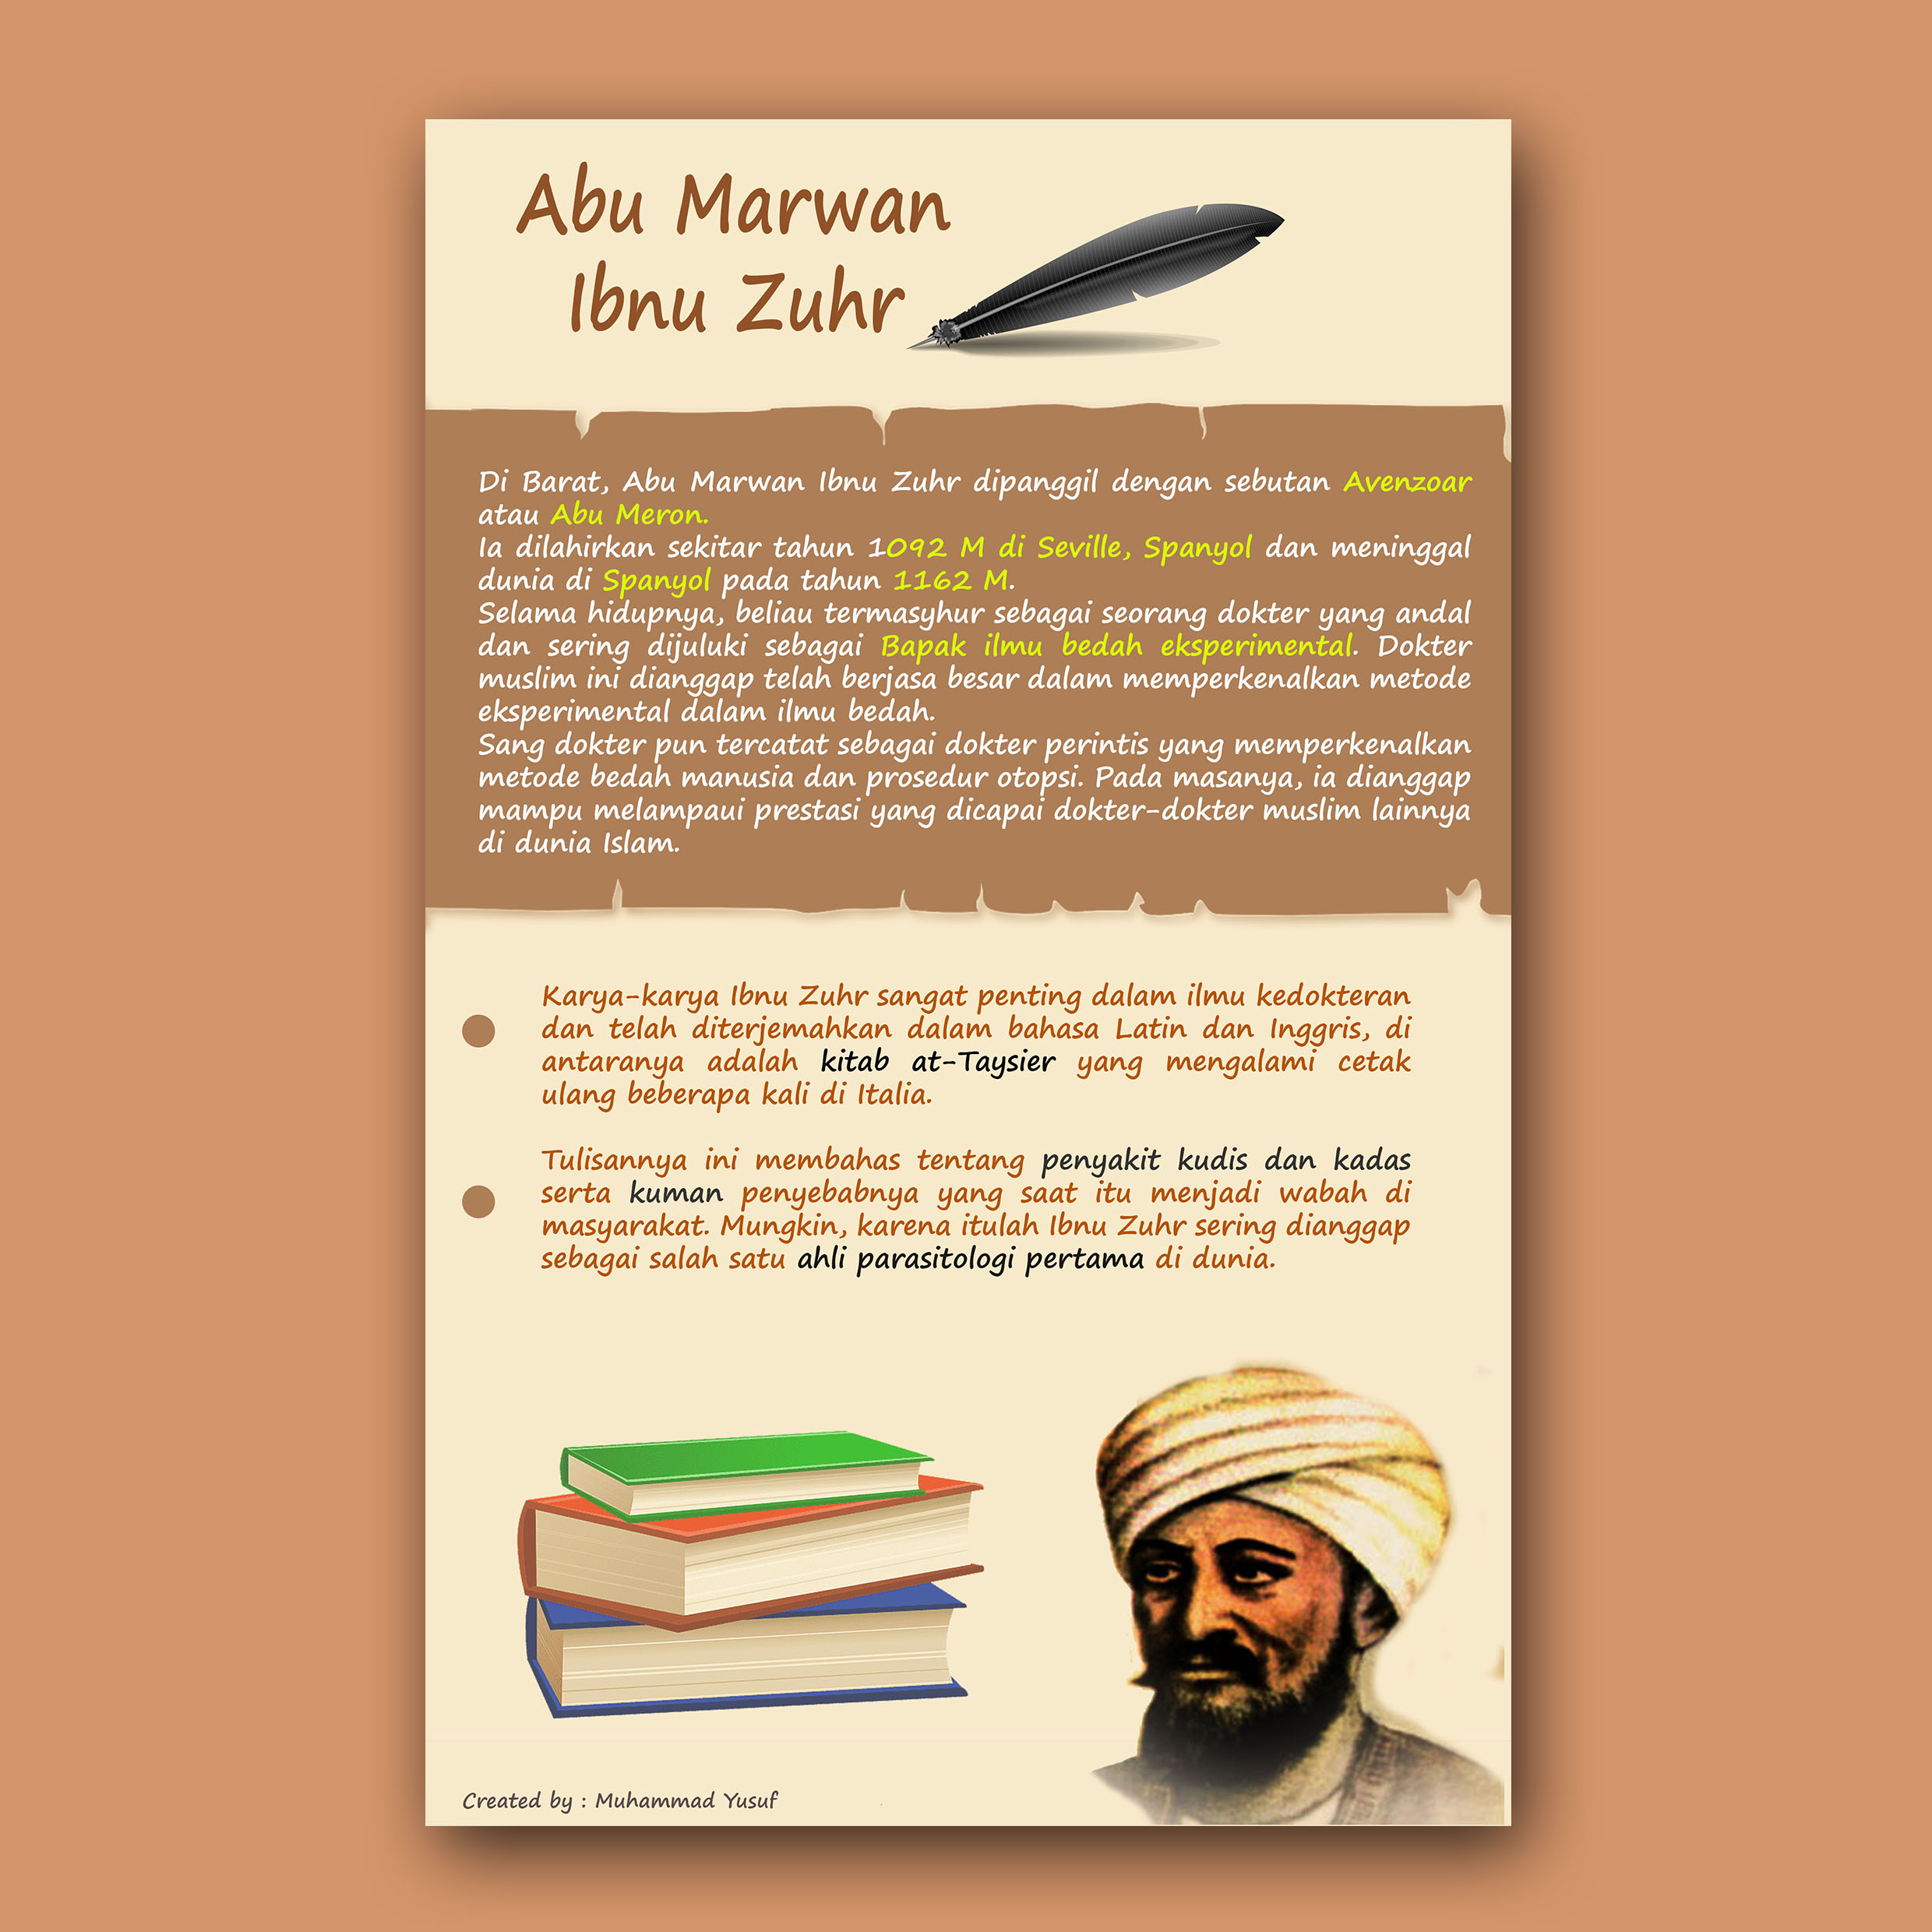 Abu Marwan
Ibnu Zuhr
Di Barat, Abu Marwan Ibnu Zuhr dipanggil dengan sebutan Avenzoar
atau Abu Meron.
Ia dilahirkan sekitar tahun 1092 M di Seville, Spanyol dan meninggal
dunia di Spanyol pada tahun 1162 M.
Selama hidupnya, beliau termasyhur sebagai seorang dokter yang andal
dan sering dijuluki sebagai Bapak ilmu bedah eksperimental. Dokter
muslim ini dianggap telah berjasa besar dalam memperkenalkan metode
eksperimental dalam ilmu bedah.
Sang dokter pun tercatat sebagai dokter perintis yang memperkenalkan
metode bedah manusia dan prosedur otopsi. Pada masanya, ia dianggap
mampu melampaui prestasi yang dicapai dokter-dokter muslim lainnya
di dunia Islam.
Karya-karya Ibnu Zuhr sangat penting dalam ilmu kedokteran
dan telah diterjemahkan dalam bahasa Latin dan Inggris, di
antaranya adalah kitab at-Taysier yang mengalami cetak
ulang beberapa kali di Italia.
Tulisannya ini membahas tentang penyakit kudis dan kadas
serta kuman penyebabnya yang saat itu menjadi wabah di
masyarakat. Mungkin, karena itulah Ibnu Zuhr sering dianggap
sebagai salah satu ahli parasitologi pertama di dunia.
Created by : Muhammad Yusuf